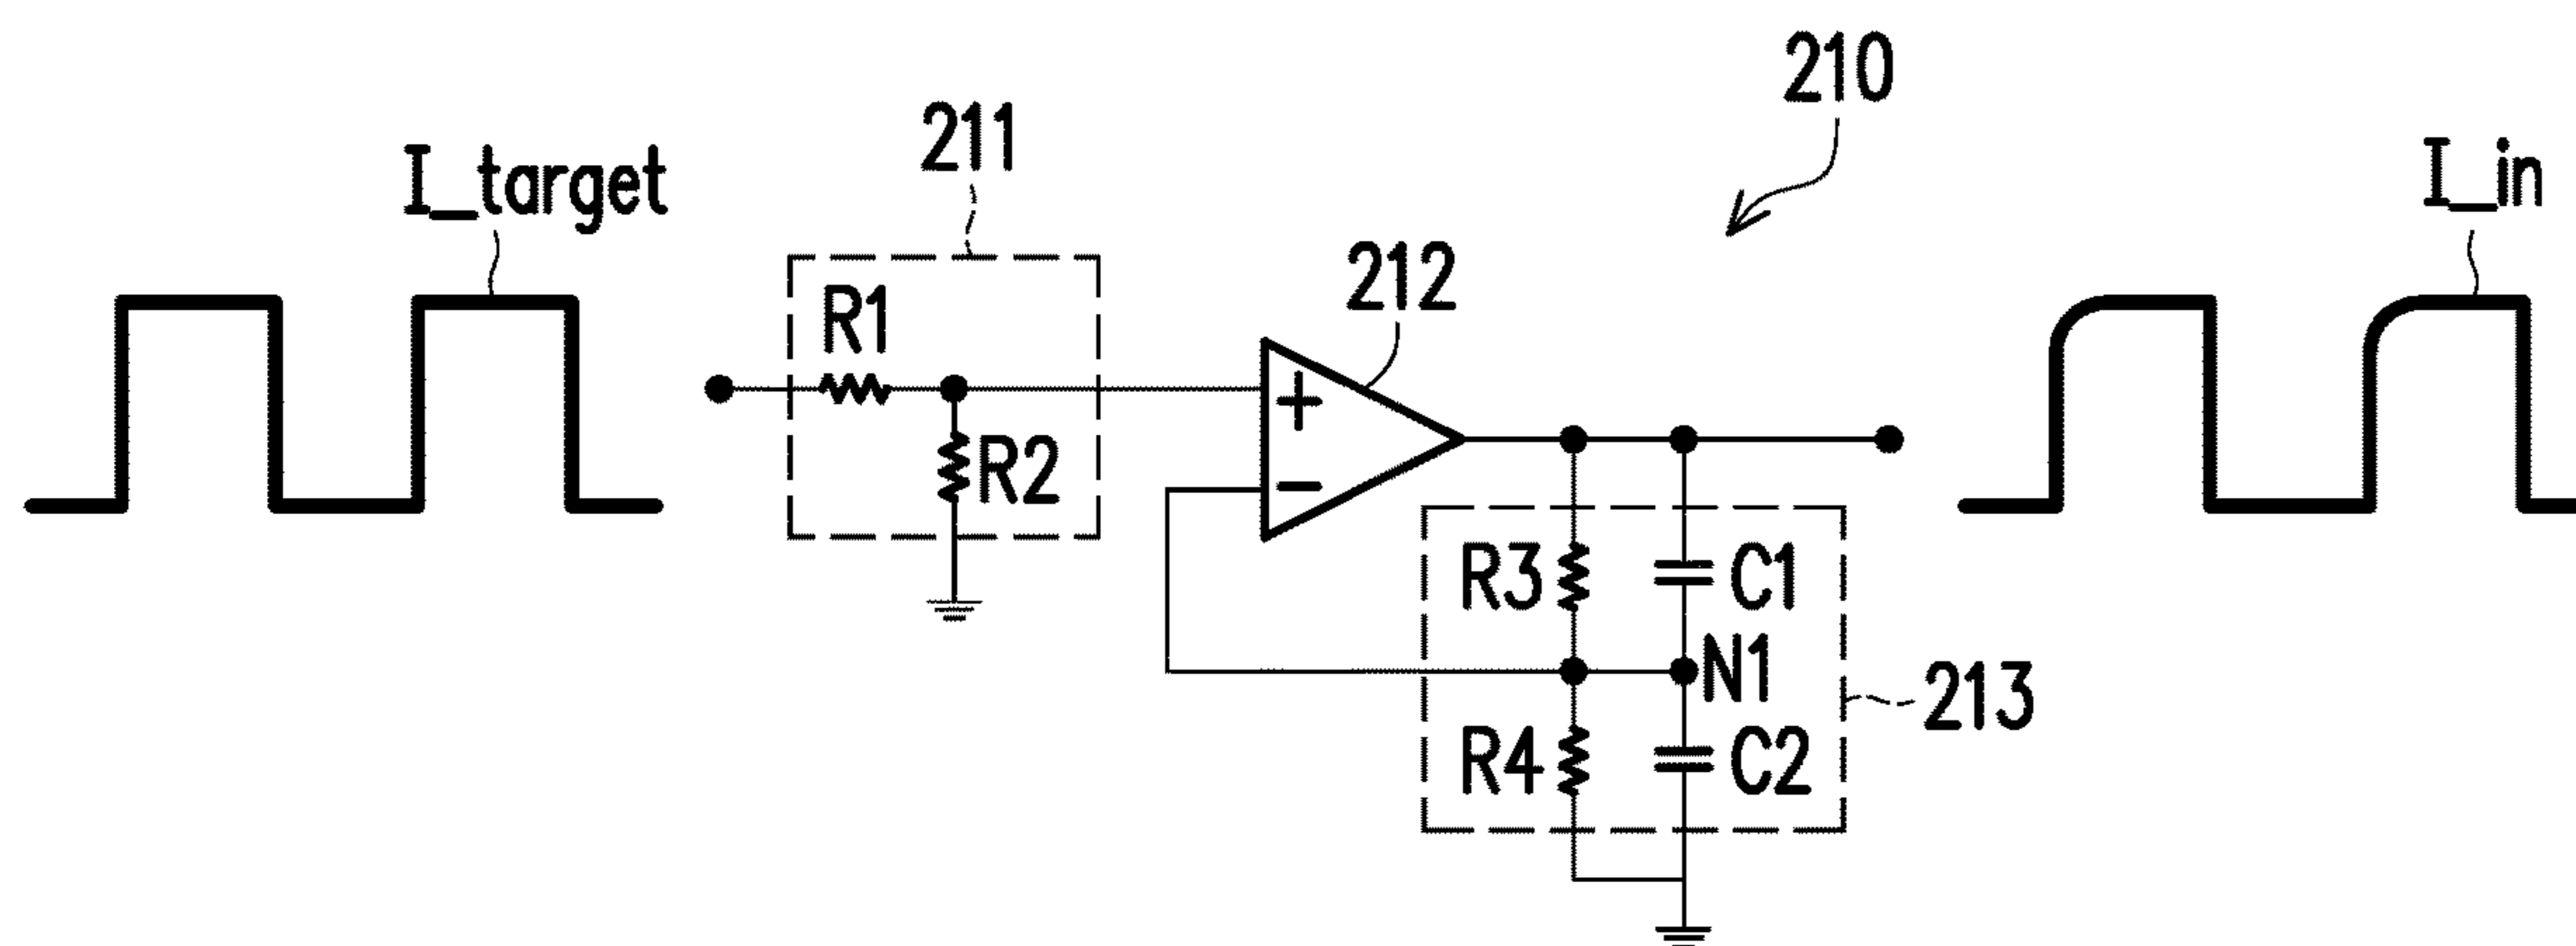 210
211
I_target
I_in
212
R1
+
R2
−
R3
C1
N1
213
R4
C2